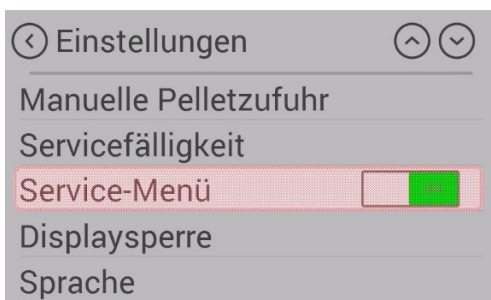 Einstellungen
Manuelle Pelletzufuhr
Servicefälligkeit
Service-Menü
Displaysperre
Sprache